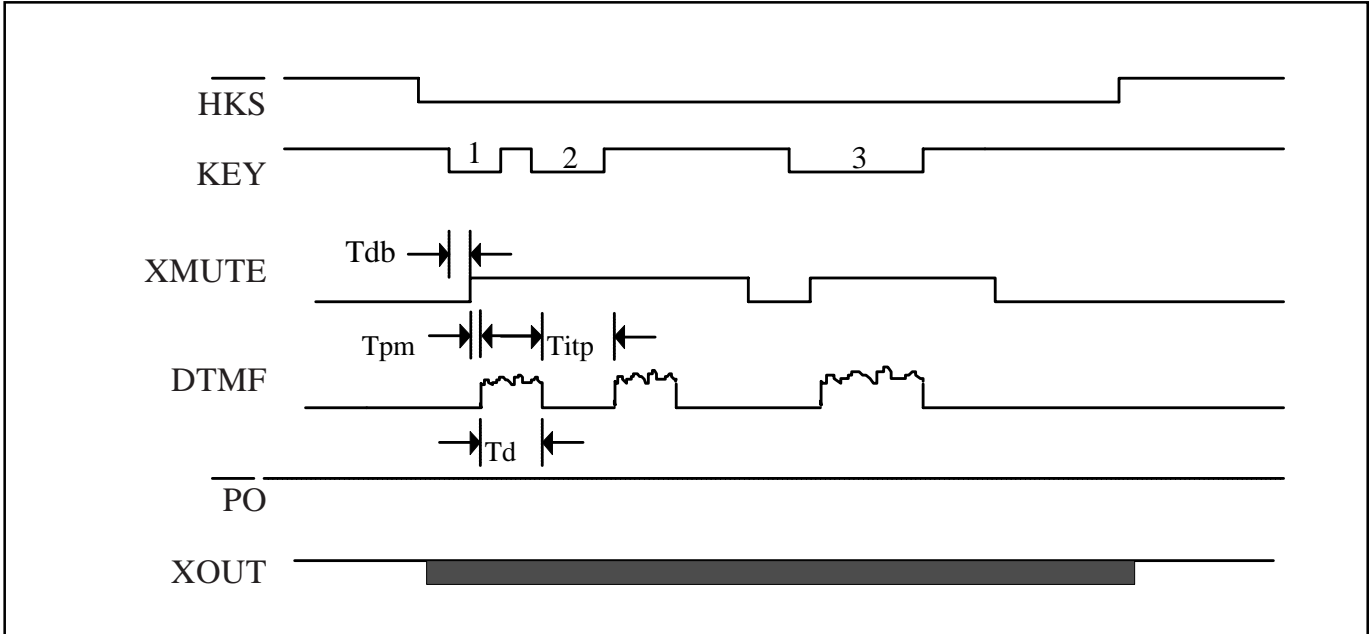 HKS
KEY 1 2 3
XMUTE Tdb
Tpm Titp
DTMF
Td
PO
XOUT